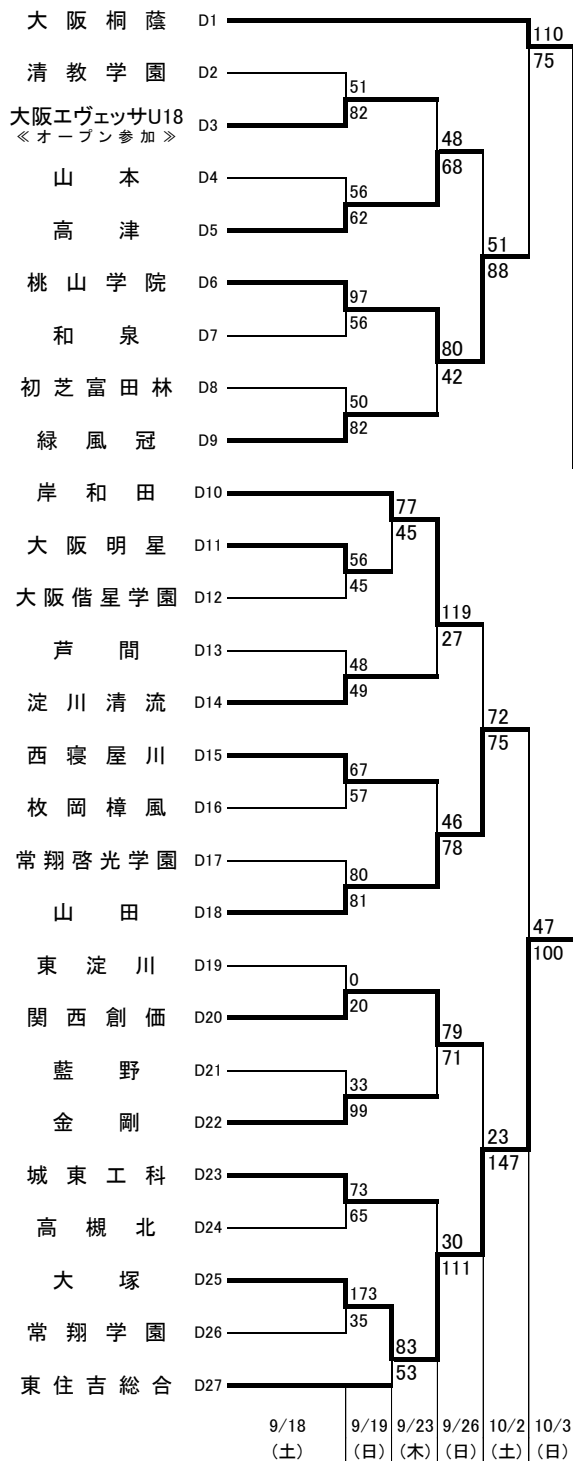 大阪桐蔭 D1
110
75
清教学園 D2
51
大阪エヴェッサU18 D3
≪オープン参加≫
82
48
68
山本 D4
56
高津 D5
62
51
88
桃山学院 D6
97
和泉 D7
56
80
42
初芝富田林 D8
50
緑風冠 D9
82
岸和田 D10
77
45
大阪明星 D11
56
大阪偕星学園 D12
45
119
27
芦間 D13
48
淀川清流 D14
49
72
75
西寝屋川 D15
67
枚岡樟風 D16
57
46
78
常翔啓光学園 D17
80
山田 D18
81
47
100
東淀川 D19
0
関西創価 D20
20
79
71
藍野 D21
33
金剛 D22
99
23
147
城東工科 D23
73
高槻北 D24
65
30
111
大塚 D25
173
常翔学園 D26
35
83
53
東住吉総合 D27
9/18 9/19 9/23 9/26 10/2 10/3
（土） （日） （木） （日） （土） （日）